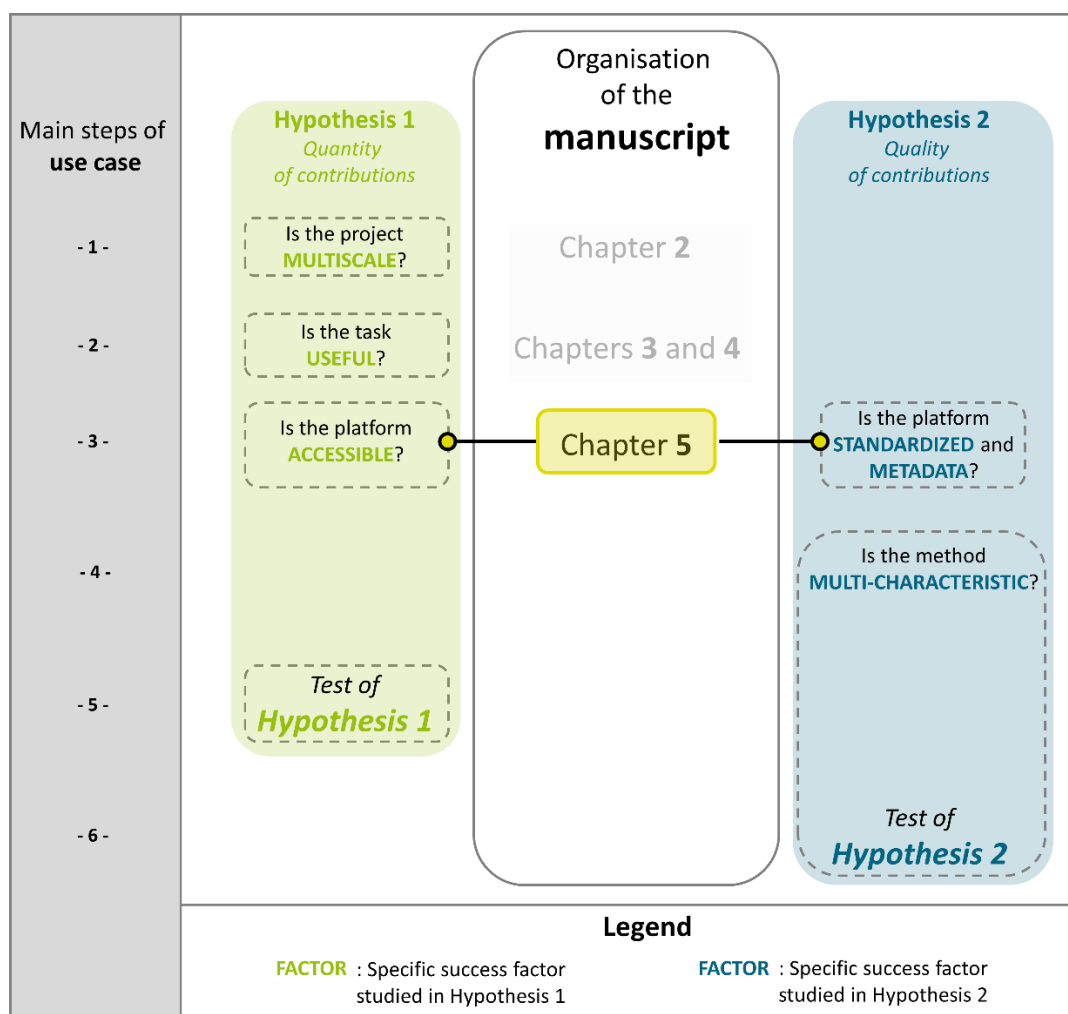 Main steps of
use case
- 1 -
- 2 -
- 3 -
- 4 -
- 5 -
- 6 -
Hypothesis 1
Quantity
of contributions
Is the project
MULTISCALE?
Is the task
USEFUL?
Is the platform
ACCESSIBLE?
Test of
Hypothesis 1
Organisation
of the
manuscript
Chapter 2
Chapters 3 and 4
Chapter 5
Hypothesis 2
Quality
of contributions
Is the platform
STANDARDIZED and
METADATA?
Is the method
MULTI-CHARACTERISTIC?
Test of
Hypothesis 2
Legend
FACTOR : Specific success factor
studied in Hypothesis 1
FACTOR : Specific success factor
studied in Hypothesis 2